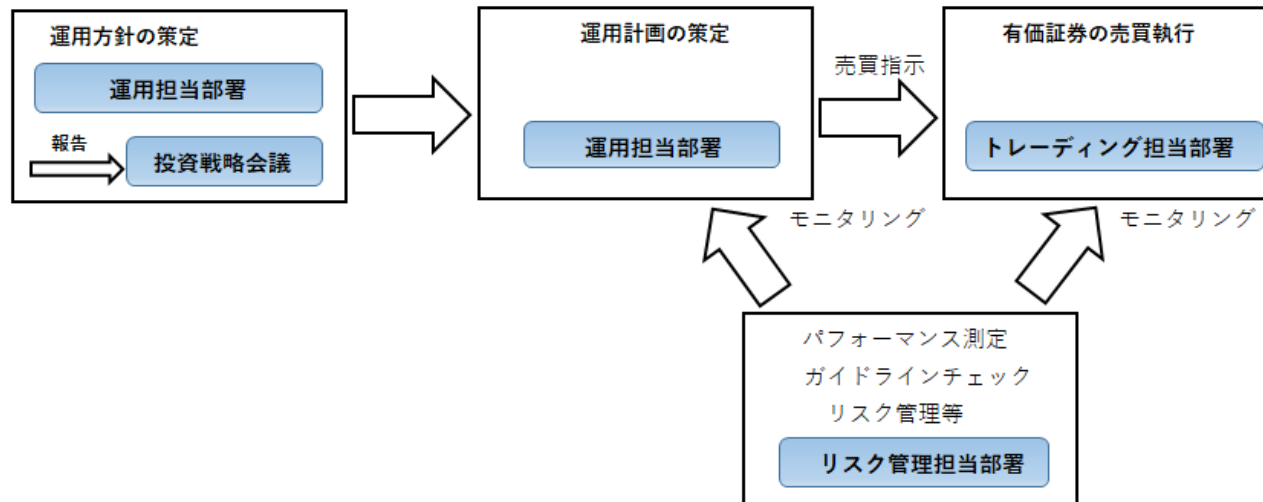 運用方針の策定
運用担当部署
報告
投資戦略会議
運用計画の策定
運用担当部署
売買指示
有価証券の売買執行
トレーディング担当部署
モニタリング
モニタリング
パフォーマンス測定
ガイドラインチェック
リスク管理等
リスク管理担当部署